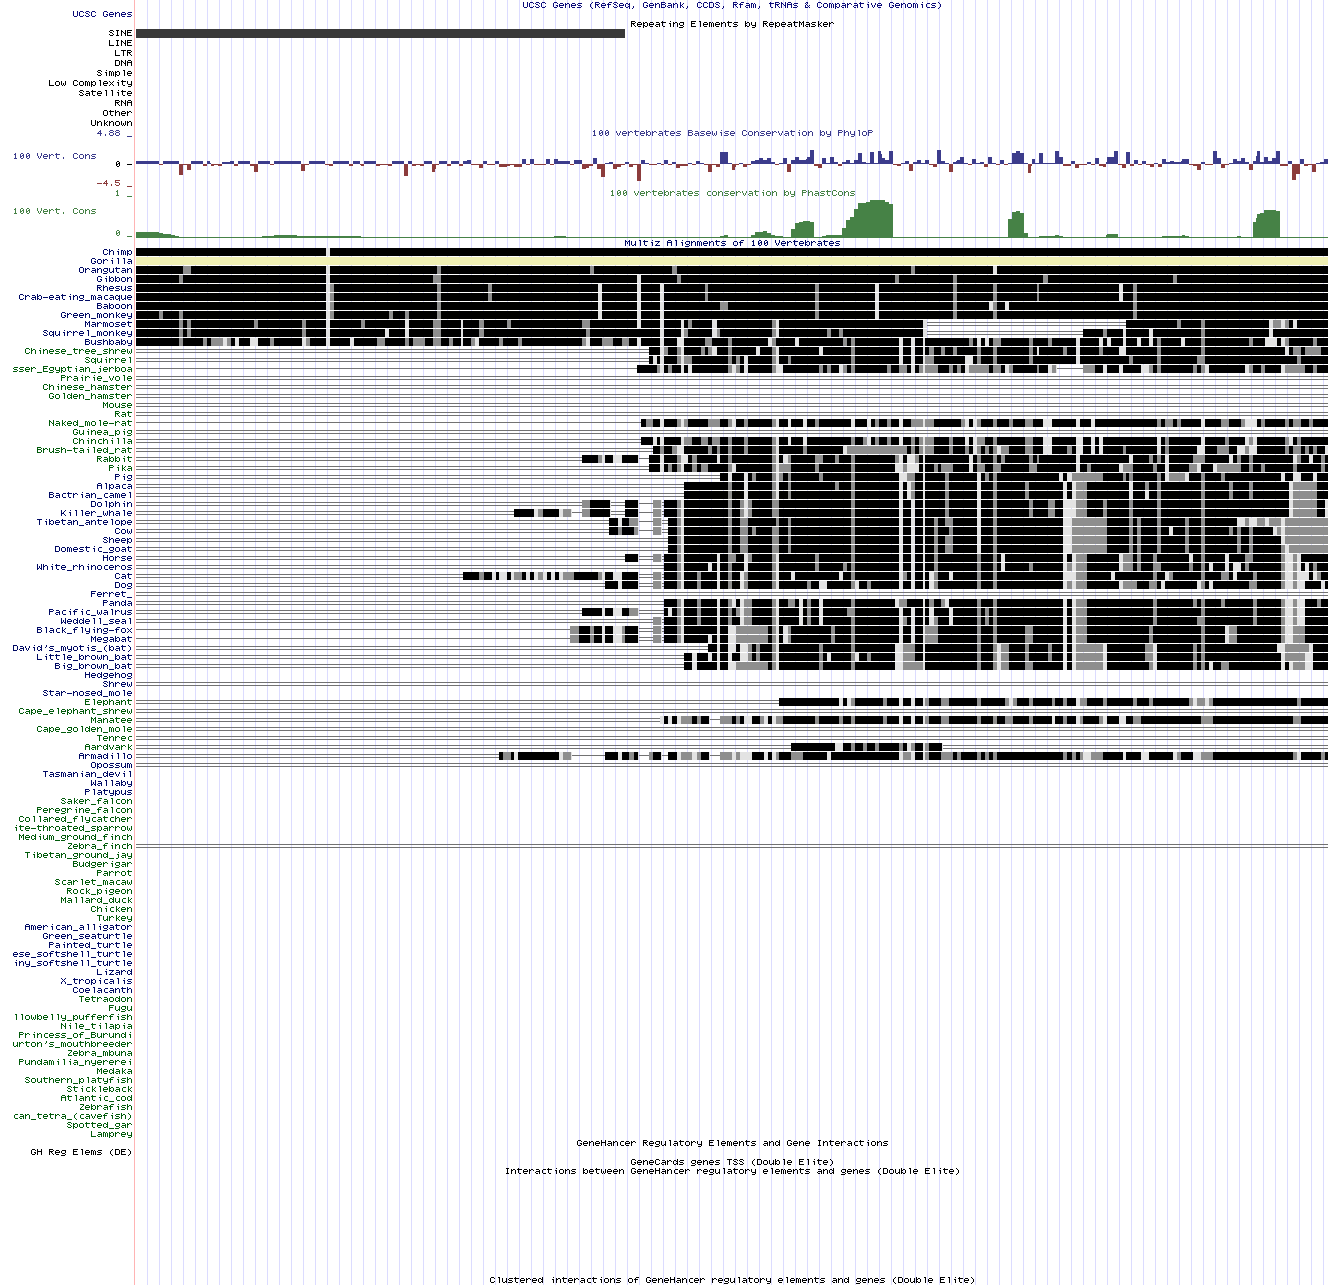 UCSC Genes (RefSeq, GenBank, CCDS, Rfam, tRNAs & Comparative Genomics)
UCSC Genes
Repeating Elements by RepeatMasker
SINE
LINE
LTR
DNA
Simple
Low Complexity
Satellite
RNA
Other
Unknown
4.88 _
100 vertebrates Basewise Conservation by PhyloP
100 Vert. Cons
0 _
-4.5 _
100 vertebrates conservation by PhastCons
1 _
100 Vert. Cons
0 _
Multiz Alignments of 100 Vertebrates
Chimp
Gorilla
Orangutan
Gibbon
Rhesus
Crab-eating_macaque
Baboon
Green_monkey
Marmoset
Squirrel_monkey
Bushbaby
Chinese_tree_shrew
Squirrel
sser_Egyptian_jerboa
Prairie_vole
Chinese_hamster
Golden_hamster
Mouse
Rat
Naked_mole-rat
Guinea_pig
Chinchilla
Brush-tailed_rat
Rabbit
Pika
Pig
Alpaca
Bactrian_camel
Dolphin
Killer_whale
Tibetan_antelope
Cow
Sheep
Domestic_goat
Horse
White_rhinoceros
Cat
Dog
Ferret_
Panda
Pacific_walrus
Weddell_seal
Black_flying-fox
Megabat
David's_myotis_(bat)
Little_brown_bat
Big_brown_bat
Hedgehog
Shrew
Star-nosed_mole
Elephant
Cape_elephant_shrew
Manatee
Cape_golden_mole
Tenrec
Aardvark
Armadillo
Opossum
Tasmanian_devil
Wallaby
Platypus
Saker_falcon
Peregrine_falcon
Collared_flycatcher
ite-throated_sparrow
Medium_ground_finch
Zebra_finch
Tibetan_ground_jay
Budgerigar
Parrot
Scarlet_macaw
Rock_pigeon
Mallard_duck
Chicken
Turkey
American_alligator
Green_seaturtle
Painted_turtle
ese_softshell_turtle
iny_softshell_turtle
Lizard
X_tropicalis
Coelacanth
Tetraodon
Fugu
llowbelly_pufferfish
Nile_tilapia
Princess_of_Burundi
urton's_mouthbreeder
Zebra_mbuna
Pundamilia_nyererei
Medaka
Southern_platyfish
Stickleback
Atlantic_cod
Zebrafish
can_tetra_(cavefish)
Spotted_gar
Lamprey
GeneHancer Regulatory Elements and Gene Interactions
GH Reg Elems (DE)
GeneCards genes TSS (Double Elite)
Interactions between GeneHancer regulatory elements and genes (Double Elite)
Clustered interactions of GeneHancer regulatory elements and genes (Double Elite)